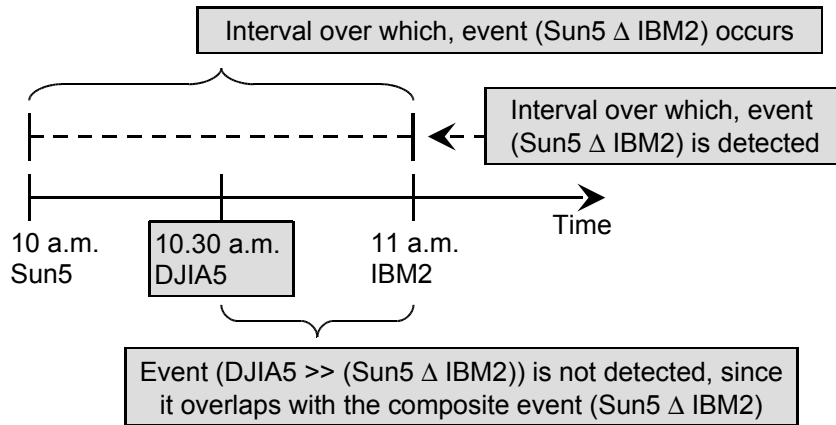 Interval over which, event (Sun5 Δ IBM2) occurs
Interval over which, event
(Sun5 Δ IBM2) is detected
Time
10 a.m.
Sun5
10.30 a.m.
DJIA5
11 a.m.
IBM2
Event (DJIA5 >> (Sun5 Δ IBM2)) is not detected, since
it overlaps with the composite event (Sun5 Δ IBM2)